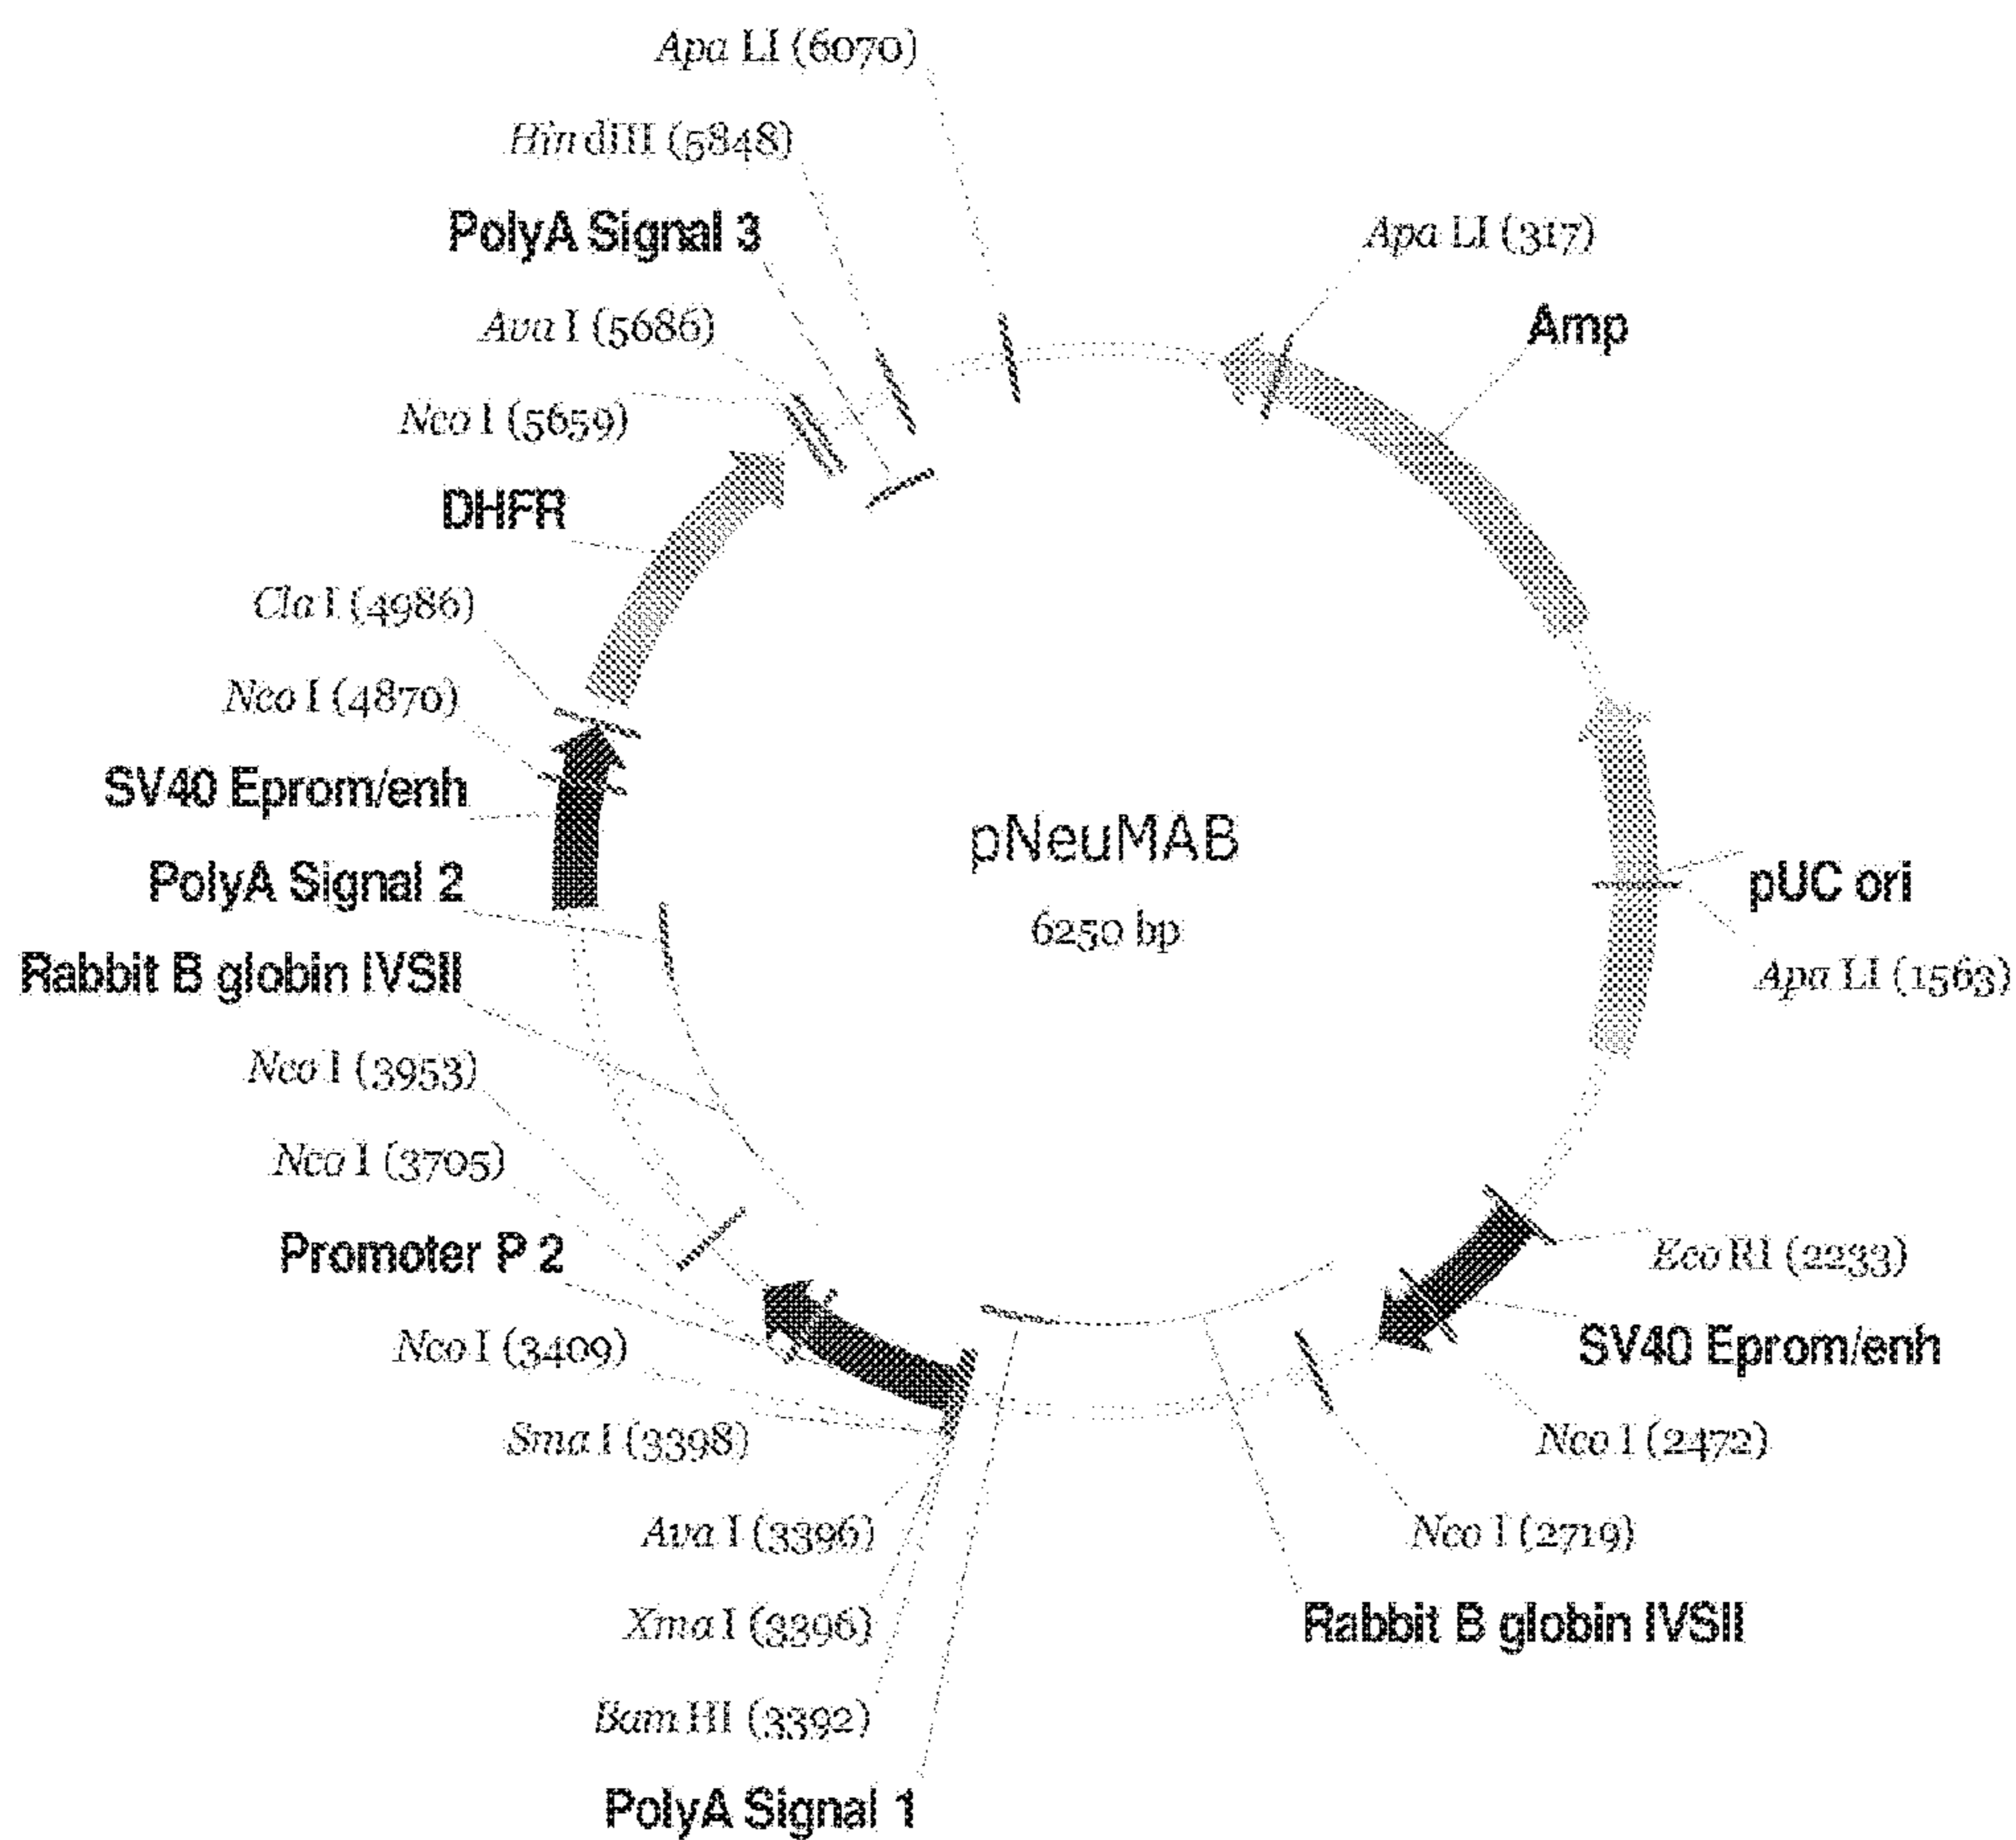 Apa LI (6070)
Hin dIII (5848)
PolyA Signal 3
Ava I (5686)
Nco I (5659)
DHFR
Cla I (4986)
Nco I (4870)
SV40 Eprom/enh
PolyA Signal 2
Rabbit B globin IVSII
Nco I (3953)
Nco I (3705)
Promoter P 2
Nco I (3409)
Sma I (3398)
Ava I (3396)
Xma I (3396)
Bam HI (3392)
PolyA Signal 1
Apa LI (317)
Amp
pUC ori
Apa LI (1563)
Eco RI (2233)
SV40 Eprom/enh
Nco I (2472)
Nco I (2719)
Rabbit B globin IVSII
pNeuMAB
6250 bp